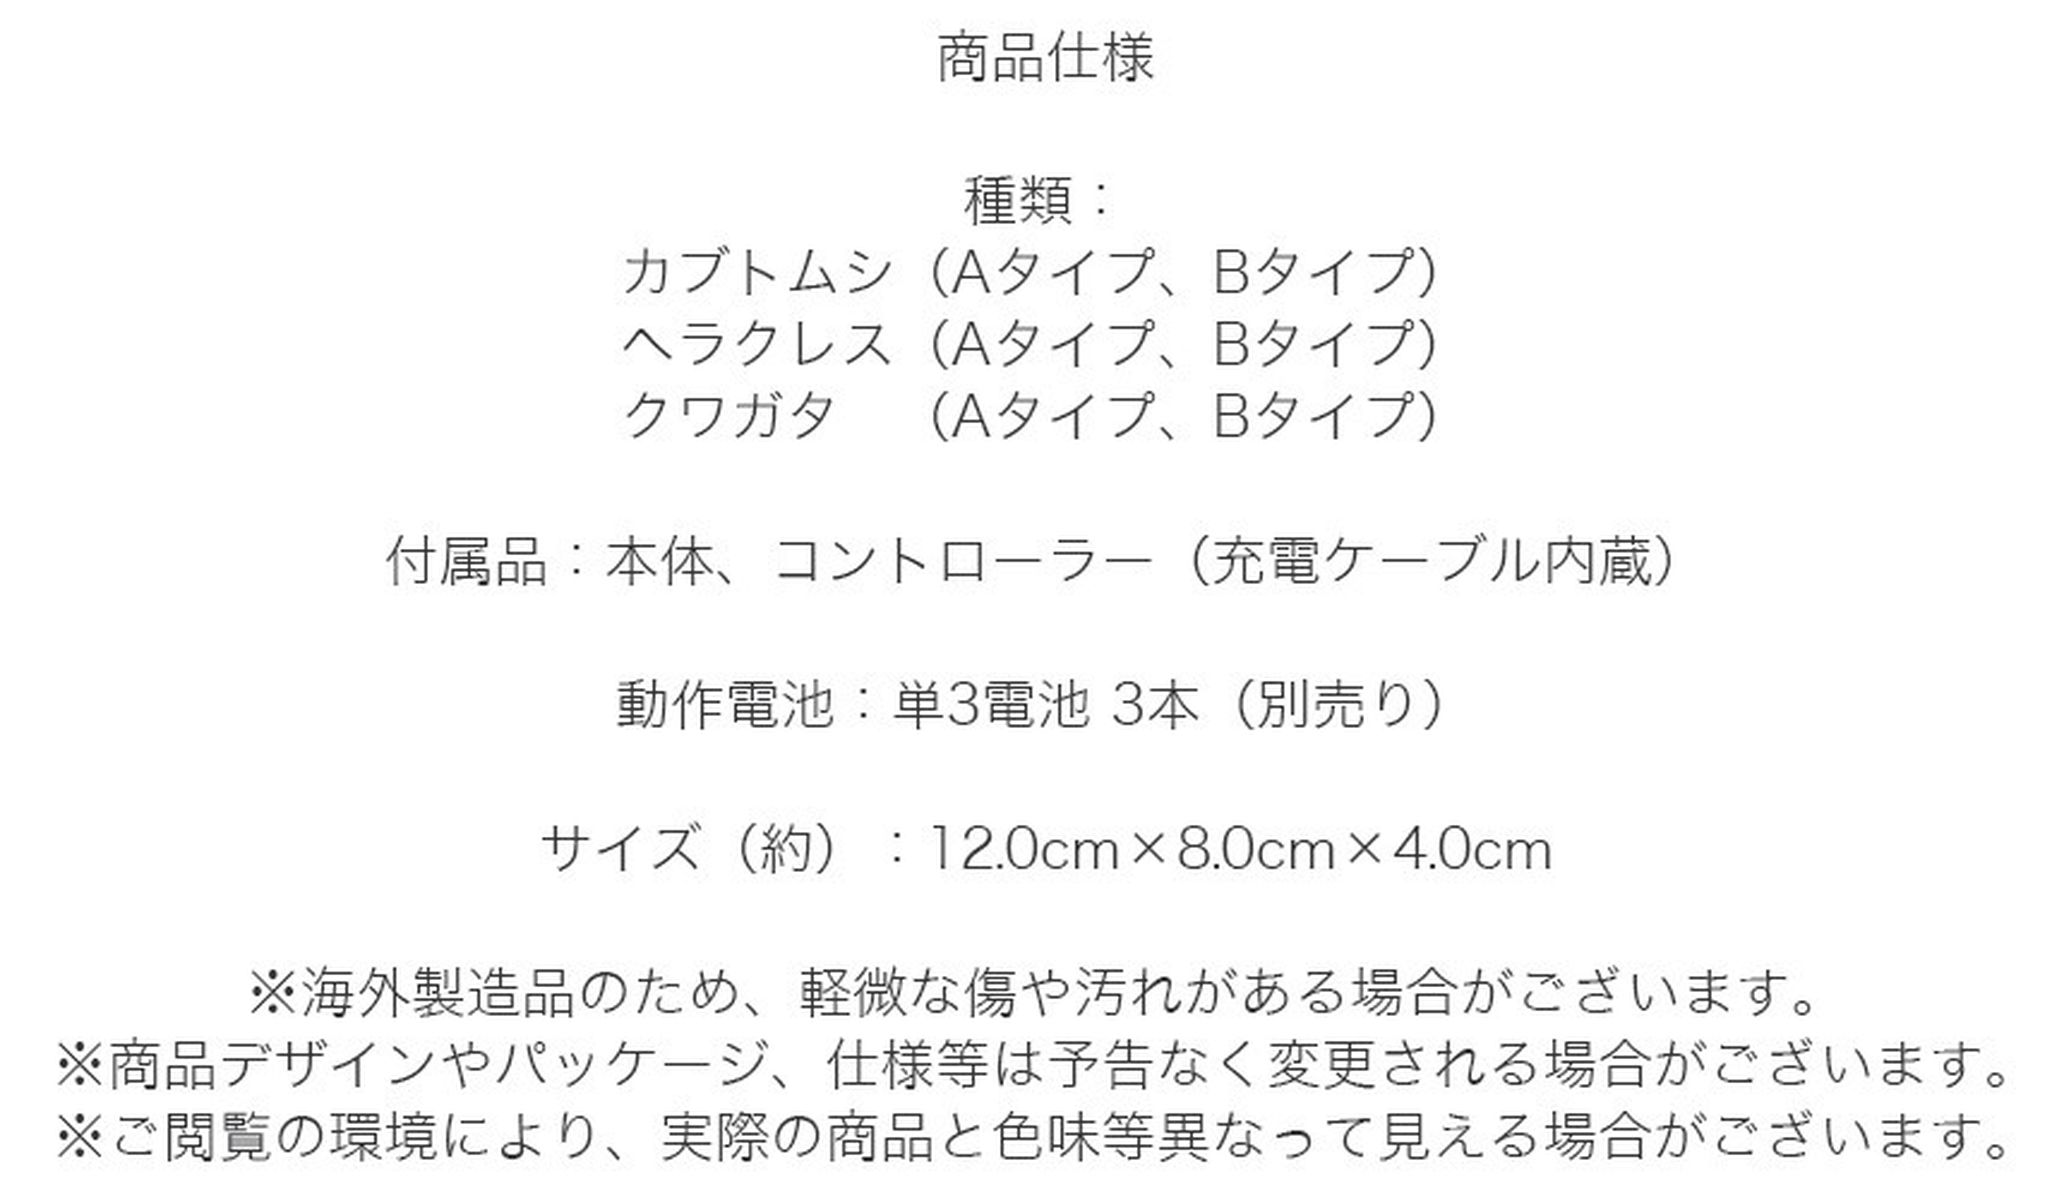 商品仕様
種類：
カブトムシ（Aタイプ、Bタイプ）
ヘラクレス（Aタイプ、Bタイプ）
クワガタ　（Aタイプ、Bタイプ）
付属品：本体、コントローラー（充電ケーブル内蔵）
動作電池：単3電池 3本（別売り）
サイズ（約）：12.0cm×8.0cm×4.0cm
※海外製造品のため、軽微な傷や汚れがある場合がございます。
※商品デザインやパッケージ、仕様等は予告なく変更される場合がございます。
※ご閲覧の環境により、実際の商品と色味等異なって見える場合がございます。